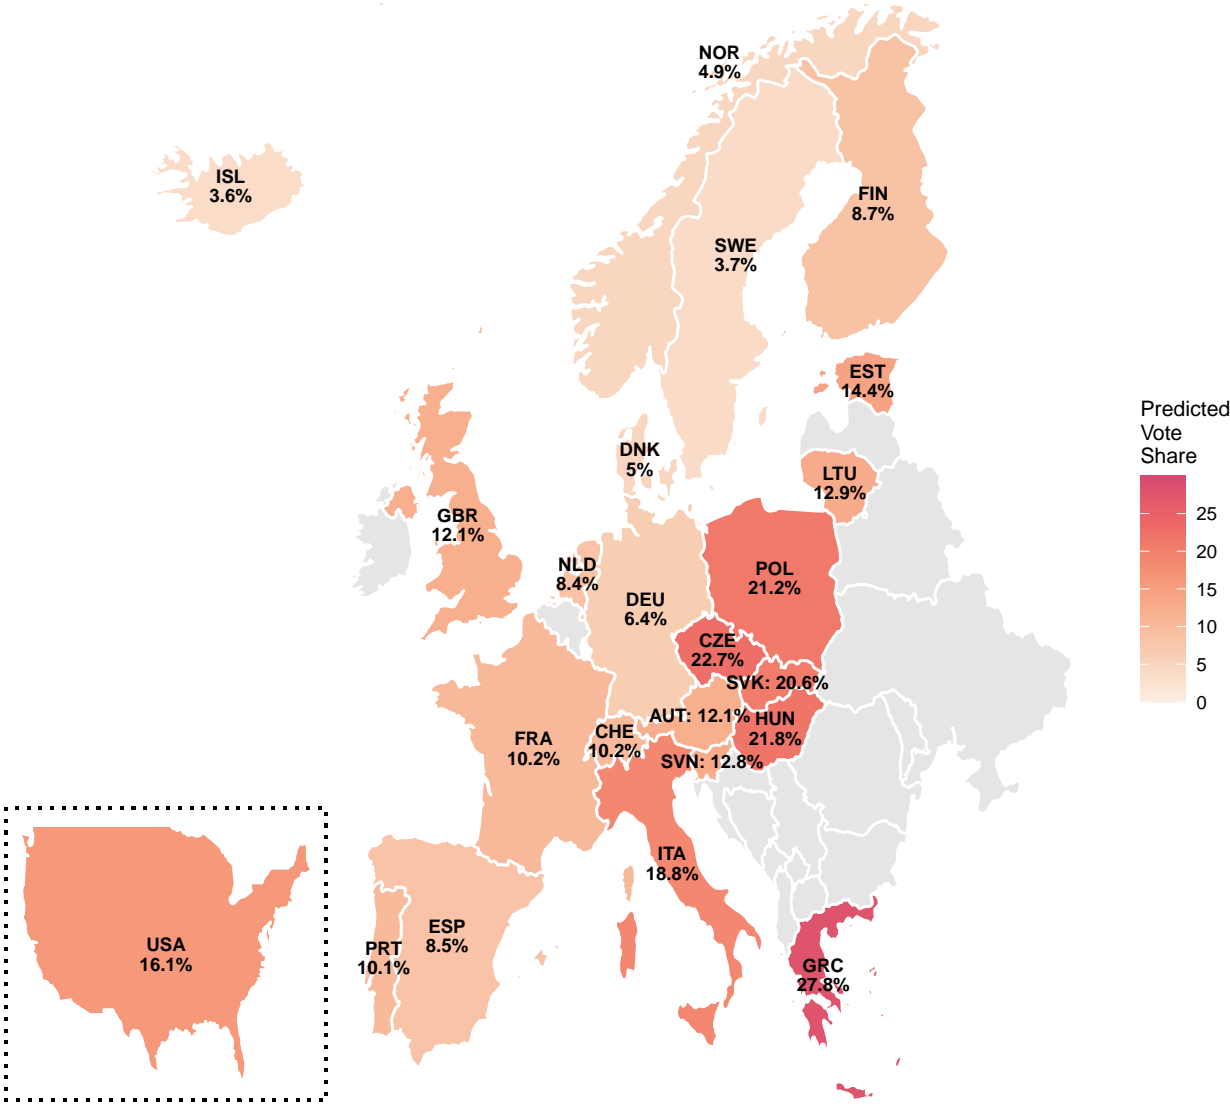 NOR
4.9%
ISL
3.6%
FIN
8.7%
SWE
3.7%
EST
14.4%
DNK
5%
LTU
12.9%
GBR
12.1%
NLD
8.4%
POL
21.2%
DEU
6.4%
CZE
22.7%
SVK: 20.6%
AUT: 12.1%
HUN
21.8%
CHE
10.2%
FRA
10.2%
SVN: 12.8%
ITA
18.8%
ESP
8.5%
PRT
10.1%
USA
16.1%
GRC
27.8%
Predicted
Vote
Share
25
20
15
10
5
0